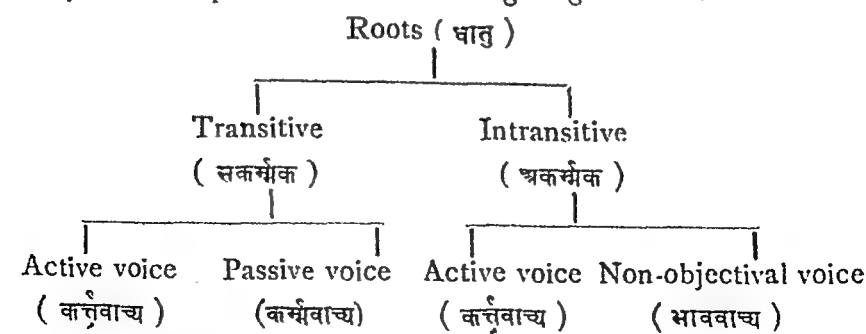 Roots ( धातु )
Transitive Intransitive
( सकर्म्मक ) ( अकर्म्मक )
Active voice Passive voice Active voice Non-objectival voice
( कर्त्तृवाच्य ) (कर्म्मवाच्य) ( कर्त्तृवाच्य ) ( भाववाच्य )